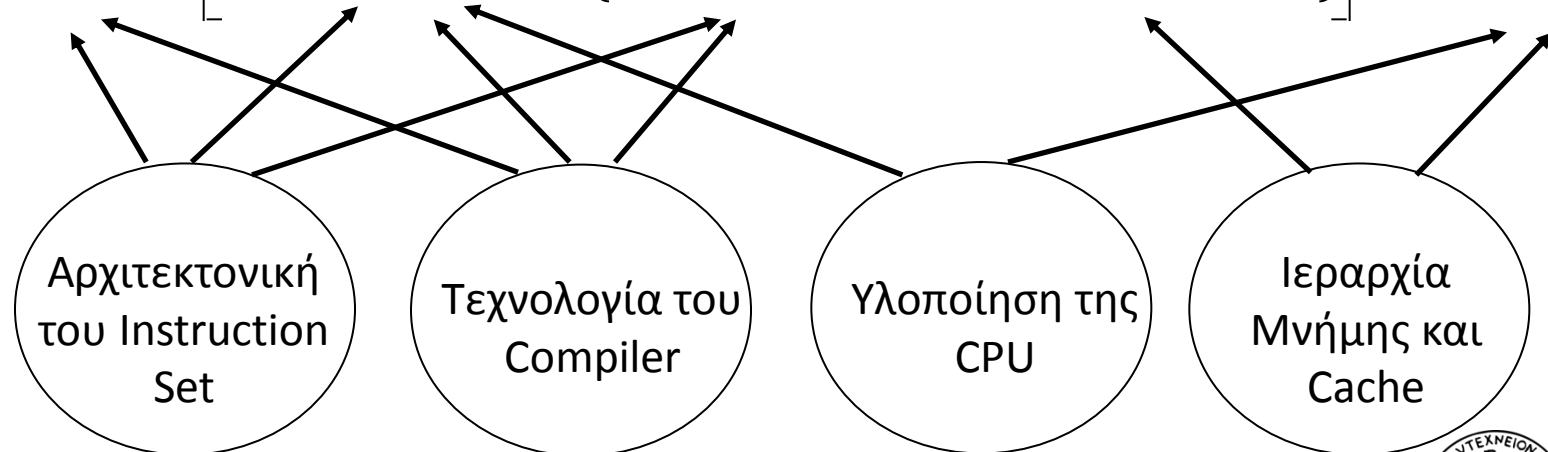 Αρχιτεκτονική
του Instruction
Set
Τεχνολογία του
Compiler
Υλοποίηση της
CPU
Ιεραρχία
Μνήμης και
Cache